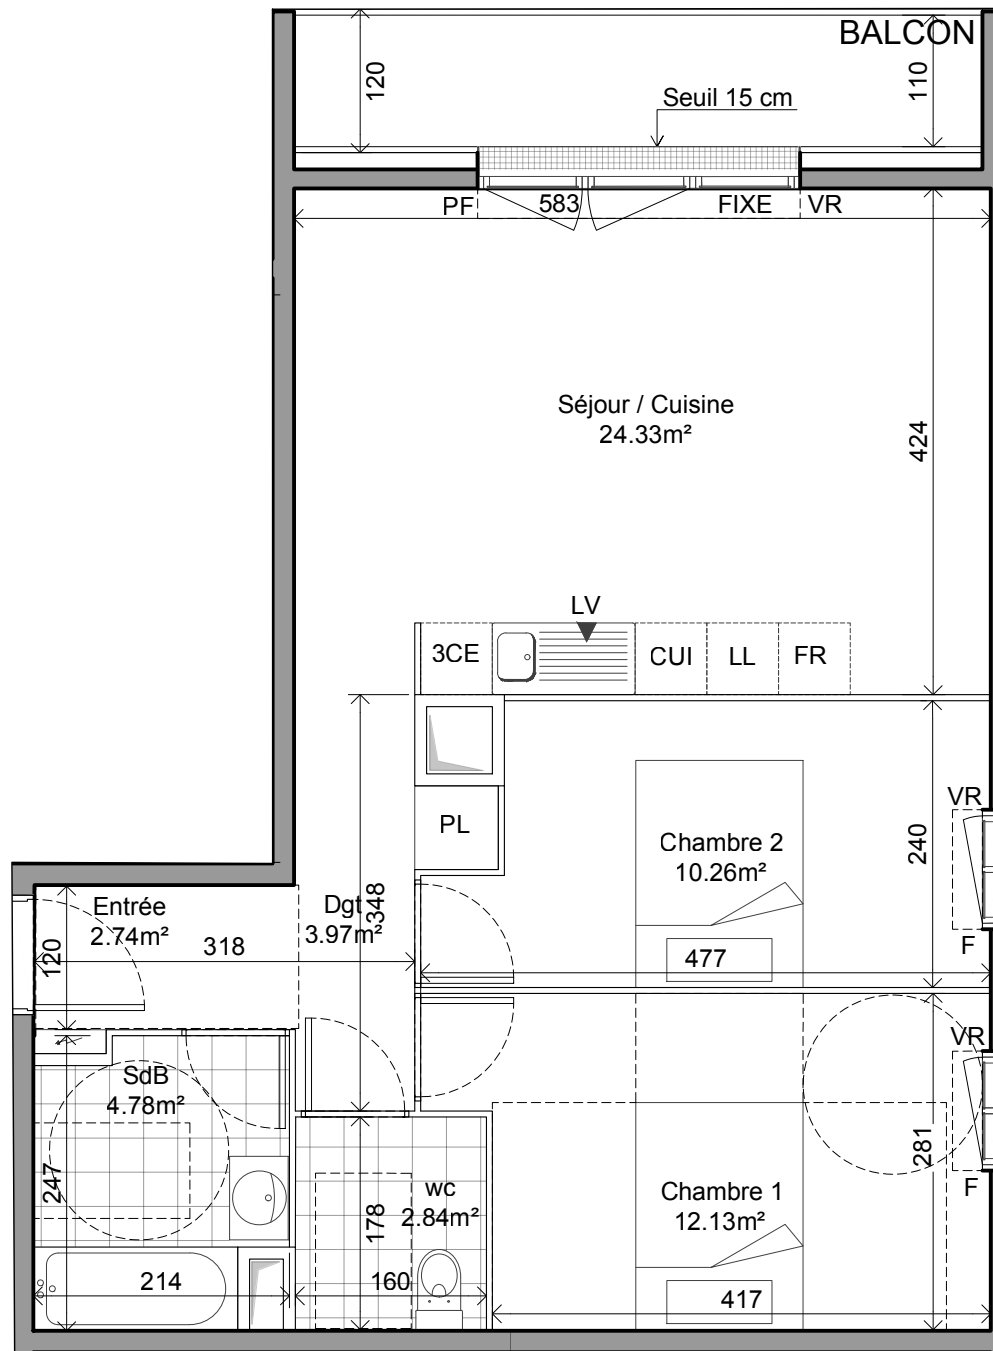 BALCON
120
110
Seuil 15 cm
PF
583
FIXE
VR
Séjour / Cuisine
24.33m²
424
LV
3CE
CUI
LL
FR
PL
Chambre 2
10.26m²
240
VR
F
477
Entrée
2.74m²
120
318
Dgt
3.97m²
348
SdB
4.78m²
247
214
wc
2.84m²
178
160
Chambre 1
12.13m²
281
VR
F
417